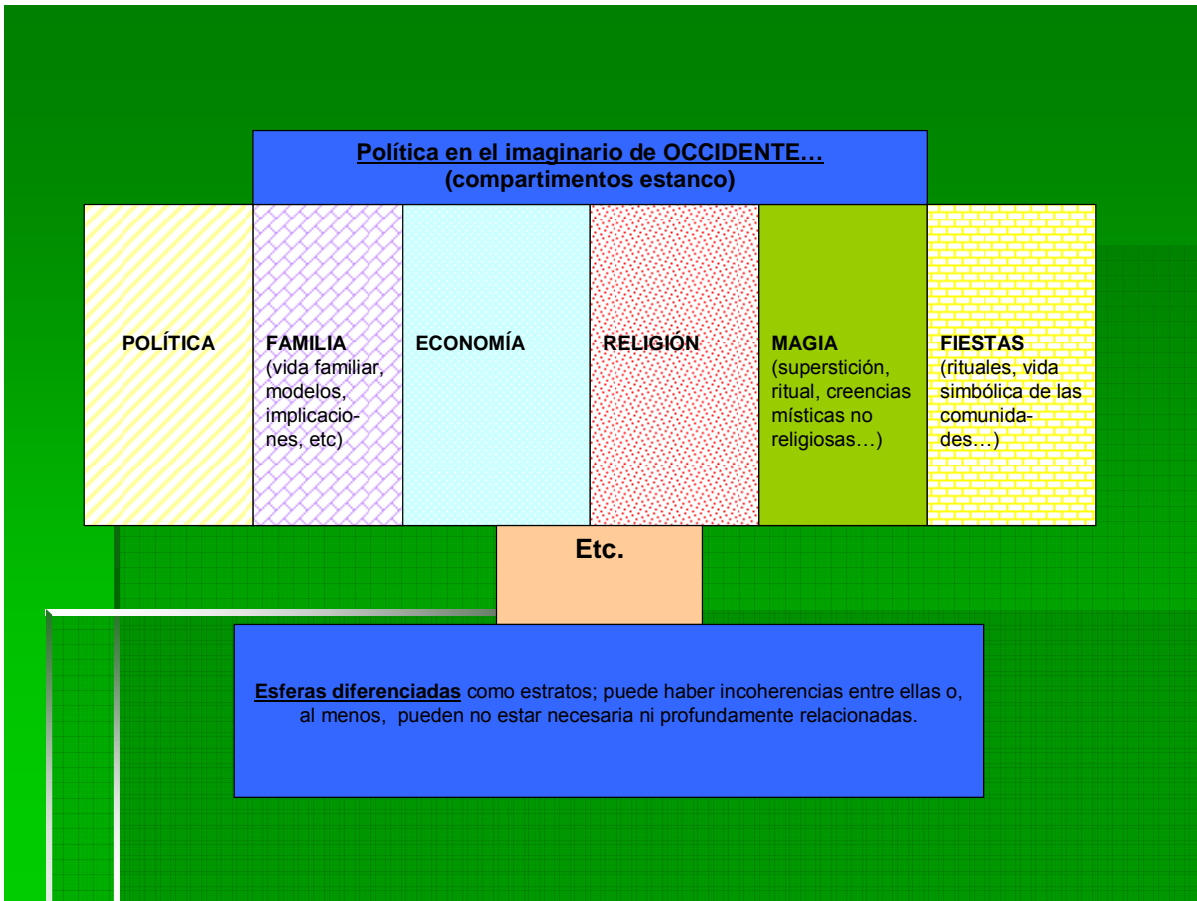 Política en el imaginario de OCCIDENTE…
(compartimentos estanco)
POLÍTICA
FAMILIA
(vida familiar,
modelos,
implicacio-
nes, etc)
ECONOMÍA
RELIGIÓN
MAGIA
(superstición,
ritual, creencias
místicas no
religiosas…)
FIESTAS
(rituales, vida
simbólica de las
comunida-
des…)
Etc.
Esferas diferenciadas como estratos; puede haber incoherencias entre ellas o,
al menos, pueden no estar necesaria ni profundamente relacionadas.